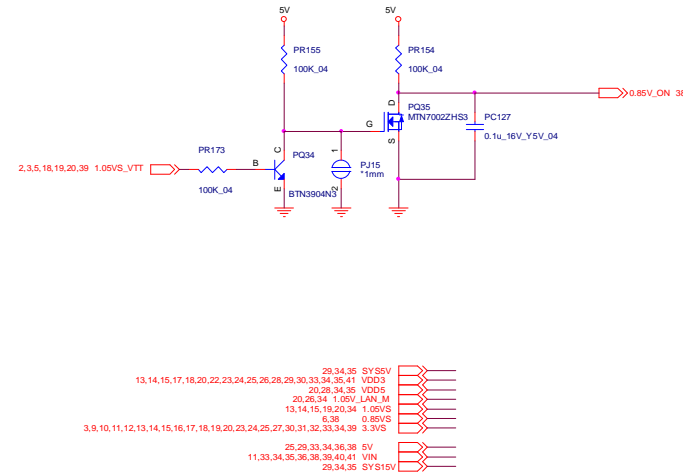 5V
5V
PR155
100K_04
PR154
100K_04
D
PQ35
MTN7002ZHS3
G
S
0.85V_ON 38
PC127
0.1u_16V_Y5V_04
PR173
100K_04
2,3,5,18,19,20,39 1.05VS_VTT
B
C
PQ34
E
BTN3904N3
1
PJ15
*1mm
2
29,34,35 SYS5V
13,14,15,17,18,20,22,23,24,25,26,28,29,30,33,34,35,41 VDD3
20,28,34,35 VDD5
20,26,34 1.05V_LAN_M
13,14,15,19,20,34 1.05VS
6,38 0.85VS
3,9,10,11,12,13,14,15,16,17,18,19,20,23,24,25,27,30,31,32,33,34,39 3.3VS
25,29,33,34,36,38 5V
11,33,34,35,36,38,39,40,41 VIN
29,34,35 SYS15V